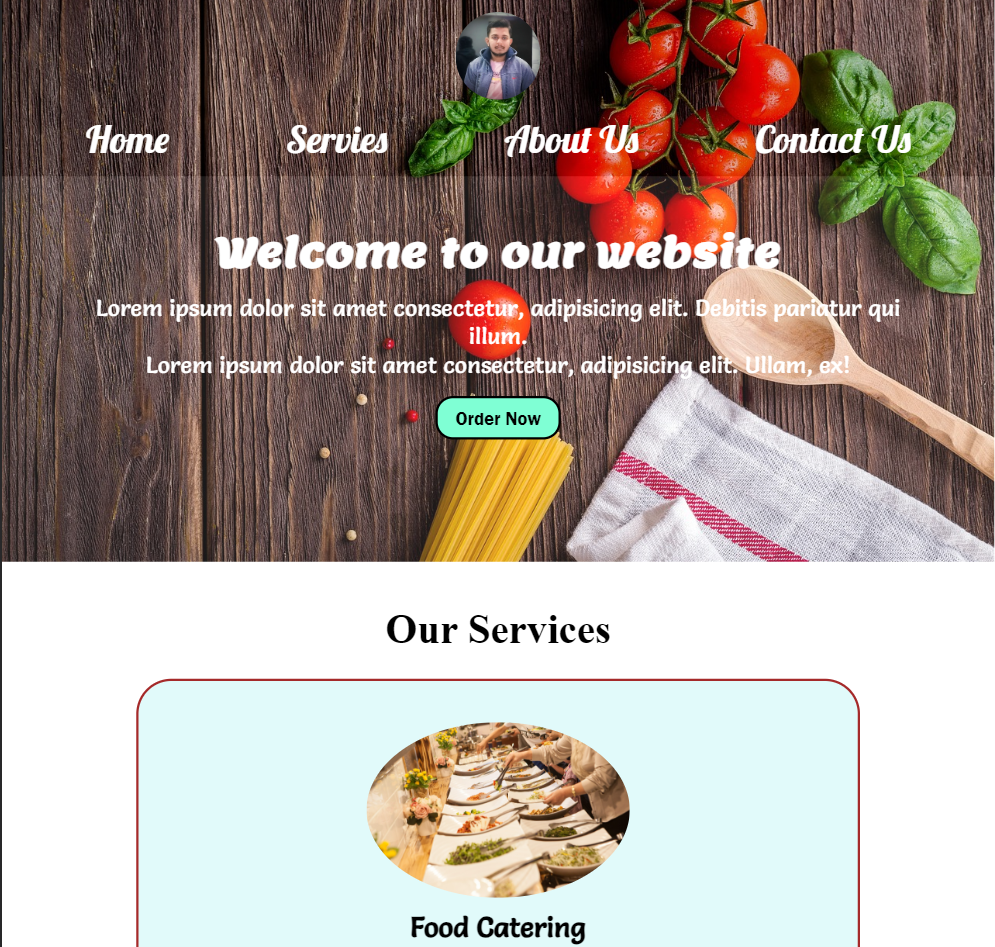 Home Servies About Us Contact Us
Welcome to our website
Lorem ipsum dolor sit amet consectetur, adipisicing elit. Debitis pariatur qui
illum.
Lorem ipsum dolor sit amet consectetur, adipisicing elit. Ullam, ex!
Order Now
Our Services
Food Catering